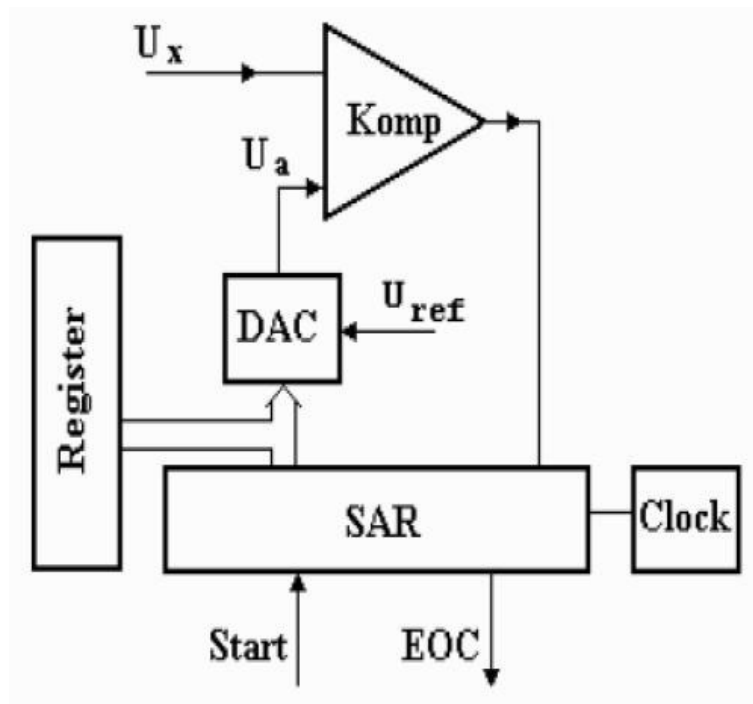 Ux
Komp
Ua
Uref
DAC
Register
SAR
Clock
Start
EOC